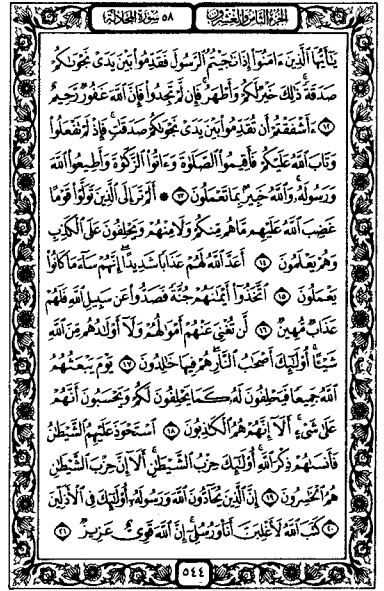 الجزء الثامن والعشرون ٥٨ سورة المجادلة
يَٰٓأَيُّهَا ٱلَّذِينَ ءَامَنُوٓا۟ إِذَا نَٰجَيْتُمُ ٱلرَّسُولَ فَقَدِّمُوا۟ بَيْنَ يَدَىْ نَجْوَىٰكُمْ
صَدَقَةً ۚ ذَٰلِكَ خَيْرٌ لَّكُمْ وَأَطْهَرُ ۚ فَإِن لَّمْ تَجِدُوا۟ فَإِنَّ ٱللَّهَ غَفُورٌ رَّحِيمٌ
١٢ ءَأَشْفَقْتُمْ أَن تُقَدِّمُوا۟ بَيْنَ يَدَىْ نَجْوَىٰكُمْ صَدَقَٰتٍ ۚ فَإِذْ لَمْ تَفْعَلُوا۟
وَتَابَ ٱللَّهُ عَلَيْكُمْ فَأَقِيمُوا۟ ٱلصَّلَوٰةَ وَءَاتُوا۟ ٱلزَّكَوٰةَ وَأَطِيعُوا۟ ٱللَّهَ
وَرَسُولَهُۥ ۚ وَٱللَّهُ خَبِيرٌۢ بِمَا تَعْمَلُونَ ١٣ * أَلَمْ تَرَ إِلَى ٱلَّذِينَ تَوَلَّوْا۟ قَوْمًا
غَضِبَ ٱللَّهُ عَلَيْهِم مَّا هُم مِّنكُمْ وَلَا مِنْهُمْ وَيَحْلِفُونَ عَلَى ٱلْكَذِبِ
وَهُمْ يَعْلَمُونَ ١٤ أَعَدَّ ٱللَّهُ لَهُمْ عَذَابًا شَدِيدًا ۖ إِنَّهُمْ سَآءَ مَا كَانُوا۟
يَعْمَلُونَ ١٥ ٱتَّخَذُوٓا۟ أَيْمَٰنَهُمْ جُنَّةً فَصَدُّوا۟ عَن سَبِيلِ ٱللَّهِ فَلَهُمْ
عَذَابٌ مُّهِينٌ ١٦ لَّن تُغْنِىَ عَنْهُمْ أَمْوَٰلُهُمْ وَلَآ أَوْلَٰدُهُم مِّنَ ٱللَّهِ
شَيْـًٔا ۚ أُو۟لَٰٓئِكَ أَصْحَٰبُ ٱلنَّارِ ۖ هُمْ فِيهَا خَٰلِدُونَ ١٧ يَوْمَ يَبْعَثُهُمُ
ٱللَّهُ جَمِيعًا فَيَحْلِفُونَ لَهُۥ كَمَا يَحْلِفُونَ لَكُمْ ۖ وَيَحْسَبُونَ أَنَّهُمْ
عَلَىٰ شَىْءٍ ۚ أَلَآ إِنَّهُمْ هُمُ ٱلْكَٰذِبُونَ ١٨ ٱسْتَحْوَذَ عَلَيْهِمُ ٱلشَّيْطَٰنُ
فَأَنسَىٰهُمْ ذِكْرَ ٱللَّهِ ۚ أُو۟لَٰٓئِكَ حِزْبُ ٱلشَّيْطَٰنِ ۚ أَلَآ إِنَّ حِزْبَ ٱلشَّيْطَٰنِ
هُمُ ٱلْخَٰسِرُونَ ١٩ إِنَّ ٱلَّذِينَ يُحَآدُّونَ ٱللَّهَ وَرَسُولَهُۥٓ أُو۟لَٰٓئِكَ فِى ٱلْأَذَلِّينَ
٢٠ كَتَبَ ٱللَّهُ لَأَغْلِبَنَّ أَنَا۠ وَرُسُلِىٓ ۚ إِنَّ ٱللَّهَ قَوِىٌّ عَزِيزٌ ٢١
٥٤٤